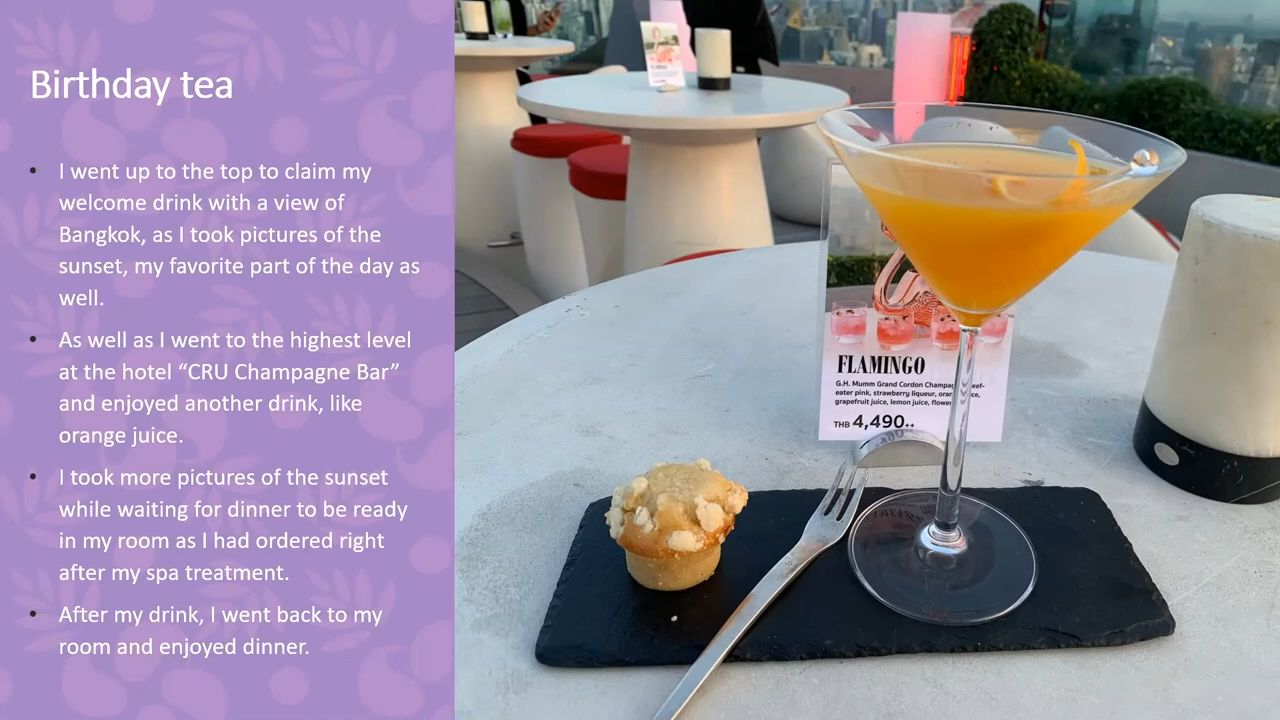 Birthday tea
• I went up to the top to claim my
welcome drink with a view of
Bangkok, as I took pictures of the
sunset, my favorite part of the day as
well.
• As well as I went to the highest level
at the hotel “CRU Champagne Bar”
and enjoyed another drink, like
orange juice.
• I took more pictures of the sunset
while waiting for dinner to be ready
in my room as I had ordered right
after my spa treatment.
• After my drink, I went back to my
room and enjoyed dinner.
FLAMINGO
G.H. Mumm Grand Cordon
eater pink, strawberry liqueur,
grapefruit juice, lemon juice,
THB 4,490++